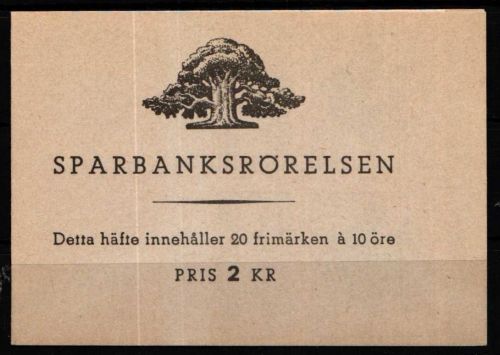 SPARBANKSRÖRELSEN
Detta häfte innehåller 20 frimärken à 10 öre
PRIS 2 KR